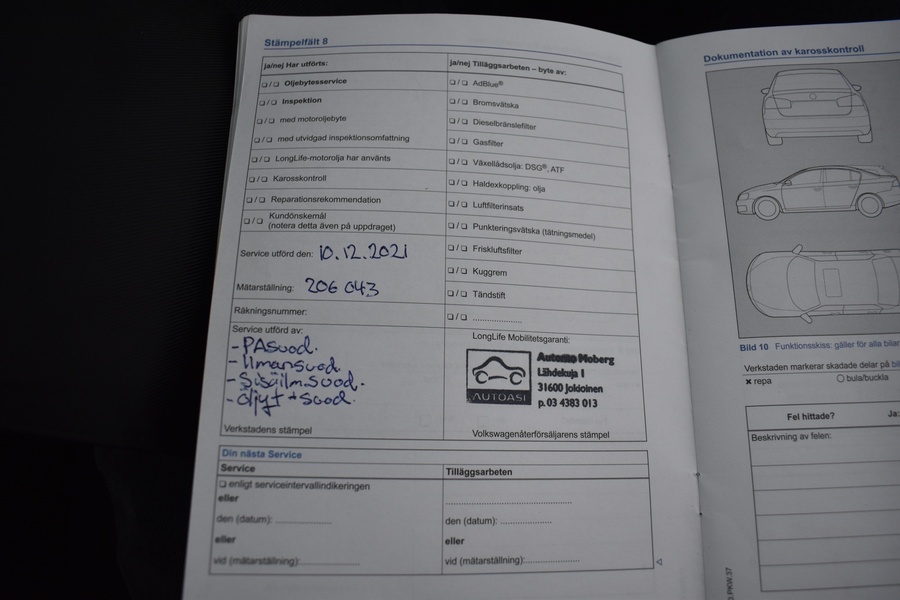 Stämpelfält 8
ja/nej Har utförts:
❏ / ❏ Oljebytesservice
❏ / ❏ Inspektion
❏ / ❏ med motoroljebyte
❏ / ❏ med utvidgad inspektionsomfattning
❏ / ❏ LongLife-motorolja har använts
❏ / ❏ Karosskontroll
❏ / ❏ Reparationsrekommendation
❏ / ❏ Kundönskemål
(notera detta även på uppdraget)
Service utförd den: 10.12.2021
Mätarställning: 206 043
Räkningsnummer:
Service utförd av:
- PAsuod.
- Ilmansuod.
- Sisäilm.suod.
- öljyt + suod.
Verkstadens stämpel
ja/nej Tilläggsarbeten – byte av:
❏ / ❏ AdBlue®
❏ / ❏ Bromsvätska
❏ / ❏ Dieselbränslefilter
❏ / ❏ Gasfilter
❏ / ❏ Växellådsolja: DSG®, ATF
❏ / ❏ Haldexkoppling: olja
❏ / ❏ Luftfilterinsats
❏ / ❏ Punkteringsvätska (tätningsmedel)
❏ / ❏ Friskluftsfilter
❏ / ❏ Kuggrem
❏ / ❏ Tändstift
❏ / ❏ ......................
LongLife Mobilitetsgaranti:
AUTOASI
Moberg
Lähdekuja 1
31600 Jokioinen
p. 03 4383 013
Volkswagenåterförsäljarens stämpel
Din nästa Service
Service
❏ enligt serviceintervallindikeringen
eller
den (datum): ......................
eller
vid (mätarställning):......................
Tilläggsarbeten
......................
den (datum): ......................
eller
vid (mätarställning):......................
Dokumentation av karosskontroll
Bild 10 Funktionsskiss: gäller för alla bilar
Verkstaden markerar skadade delar på
✖ repa
○ bula/buckla
Fel hittade?
Ja:
Beskrivning av felen: